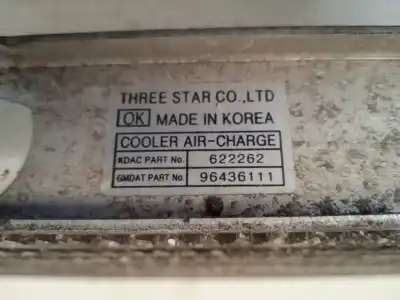 THREE STAR CO.,LTD
OK MADE IN KOREA
COOLER AIR-CHARGE
KDAC PART No. 622262
GMDAT PART No. 96436111